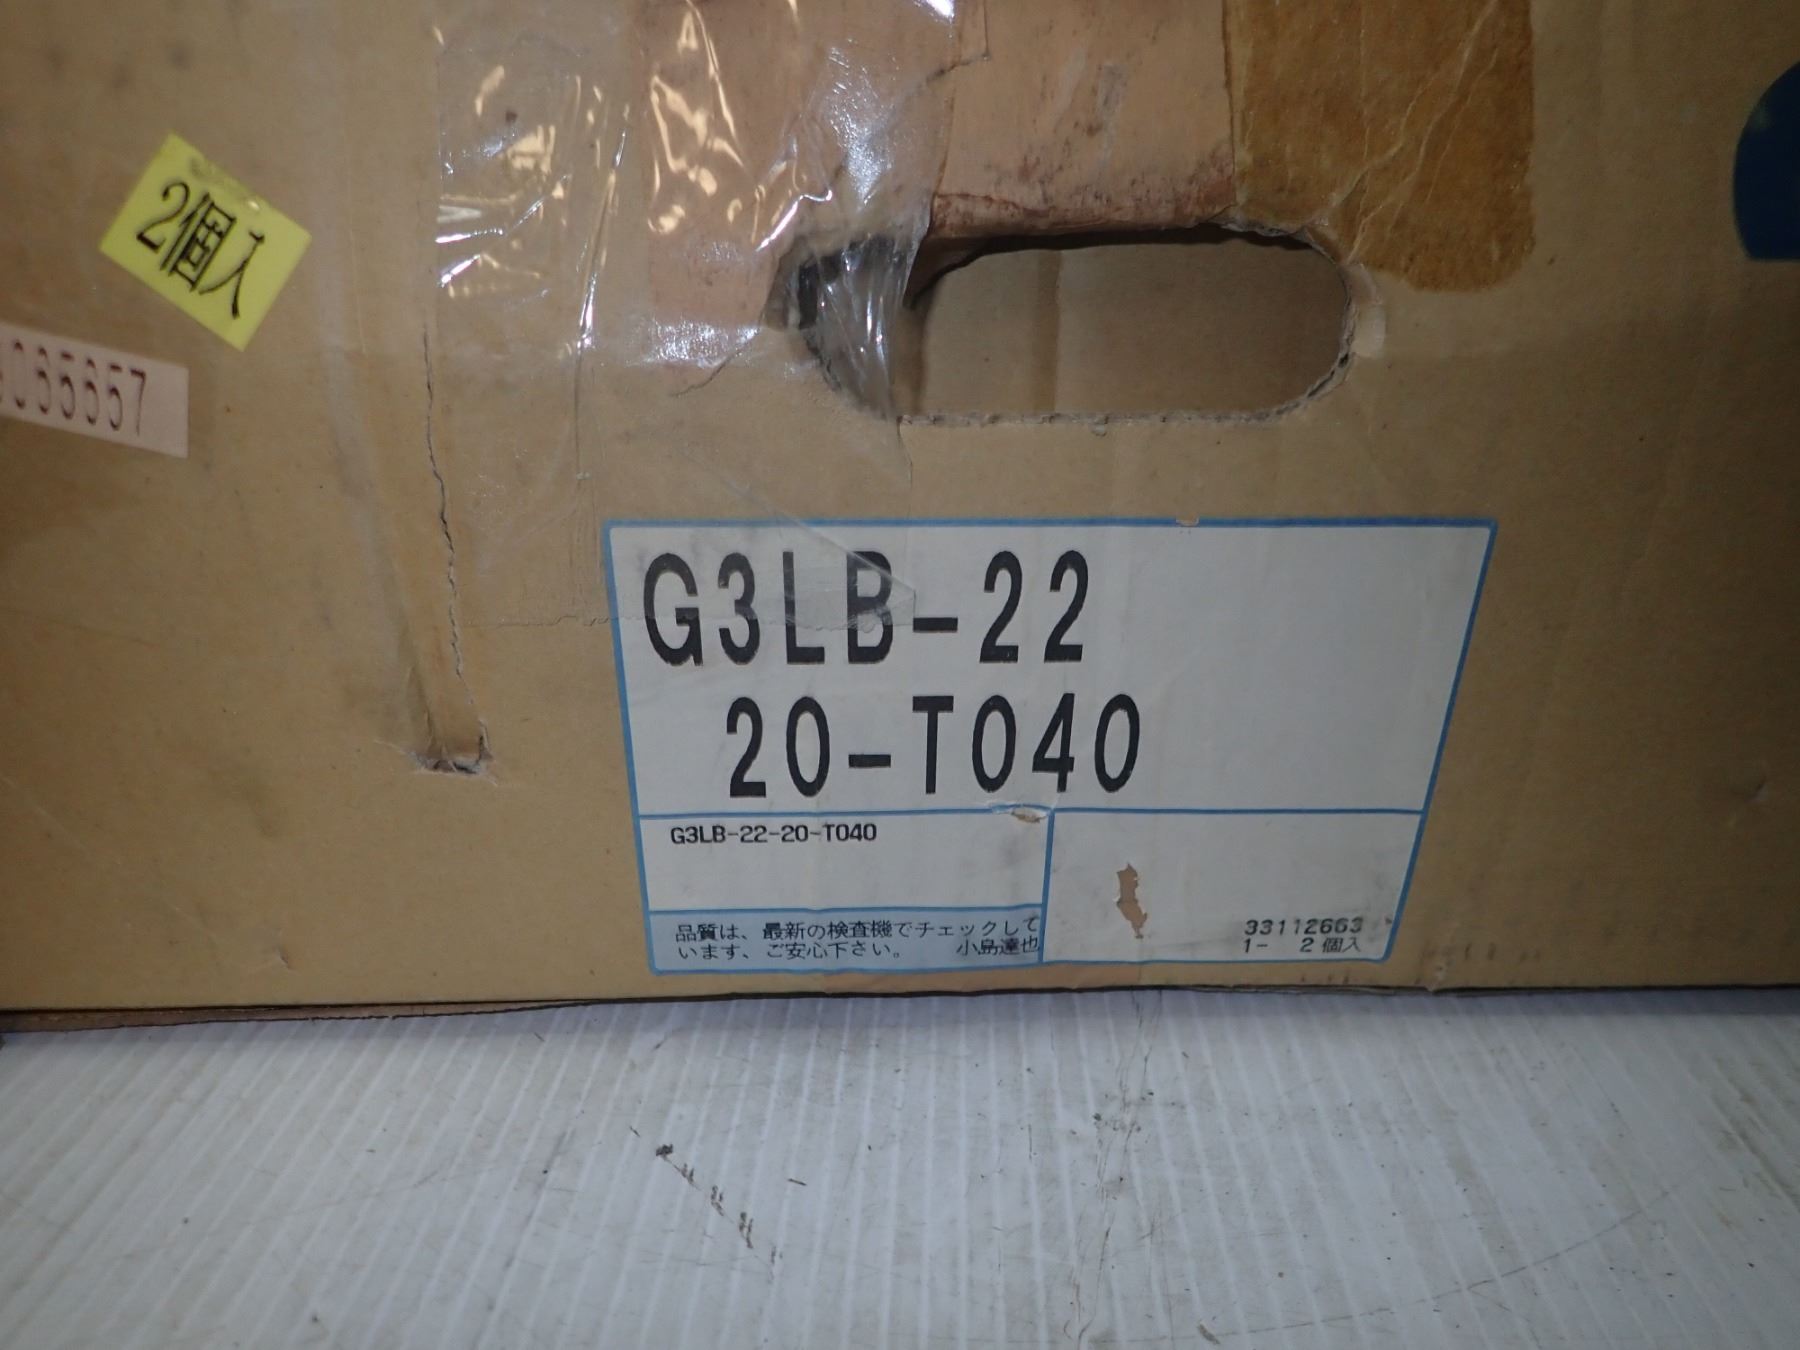 2個入
065657
G3LB-22
20-T040
G3LB-22-20-T040
品質は、最新の検査機でチェックして
います、ご安心下さい。 小島達也
33112663
1- 2個入